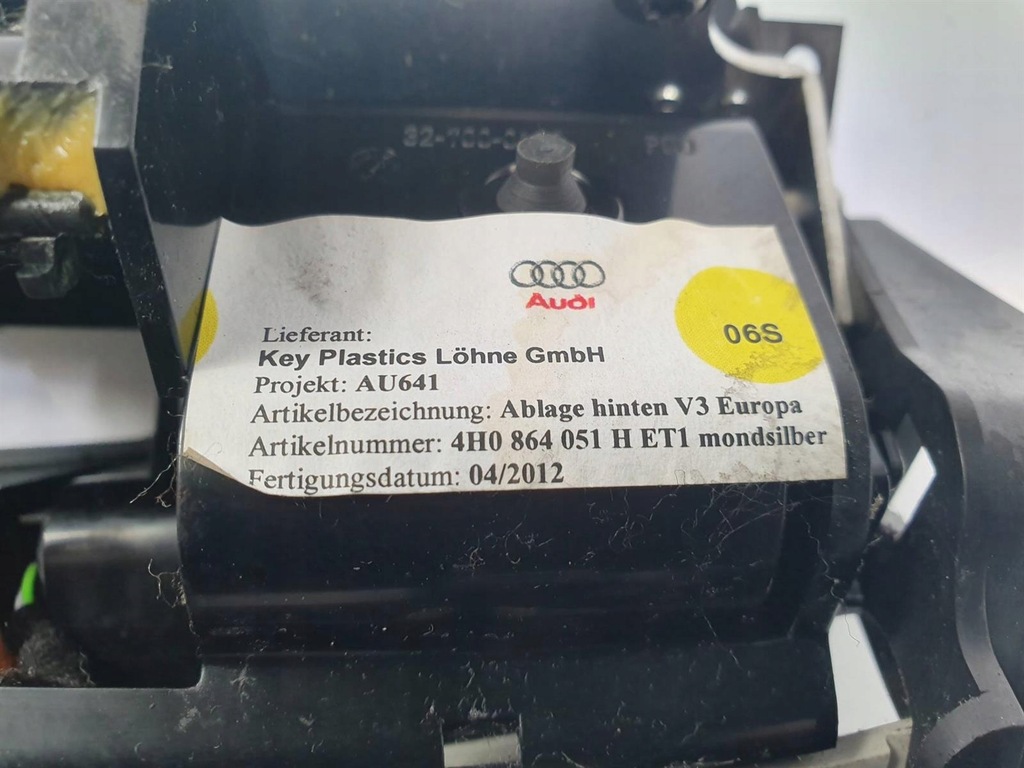 Audi
Lieferant:
06S
Key Plastics Löhne GmbH
Projekt: AU641
Artikelbezeichnung: Ablage hinten V3 Europa
Artikelnummer: 4H0 864 051 H ET1 mondsilber
Fertigungsdatum: 04/2012